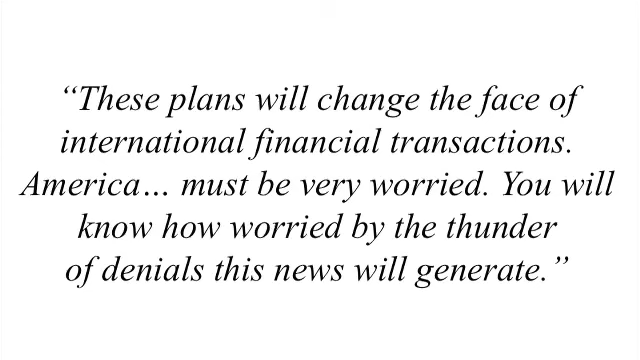 “These plans will change the face of
international financial transactions.
America… must be very worried. You will
know how worried by the thunder
of denials this news will generate.”